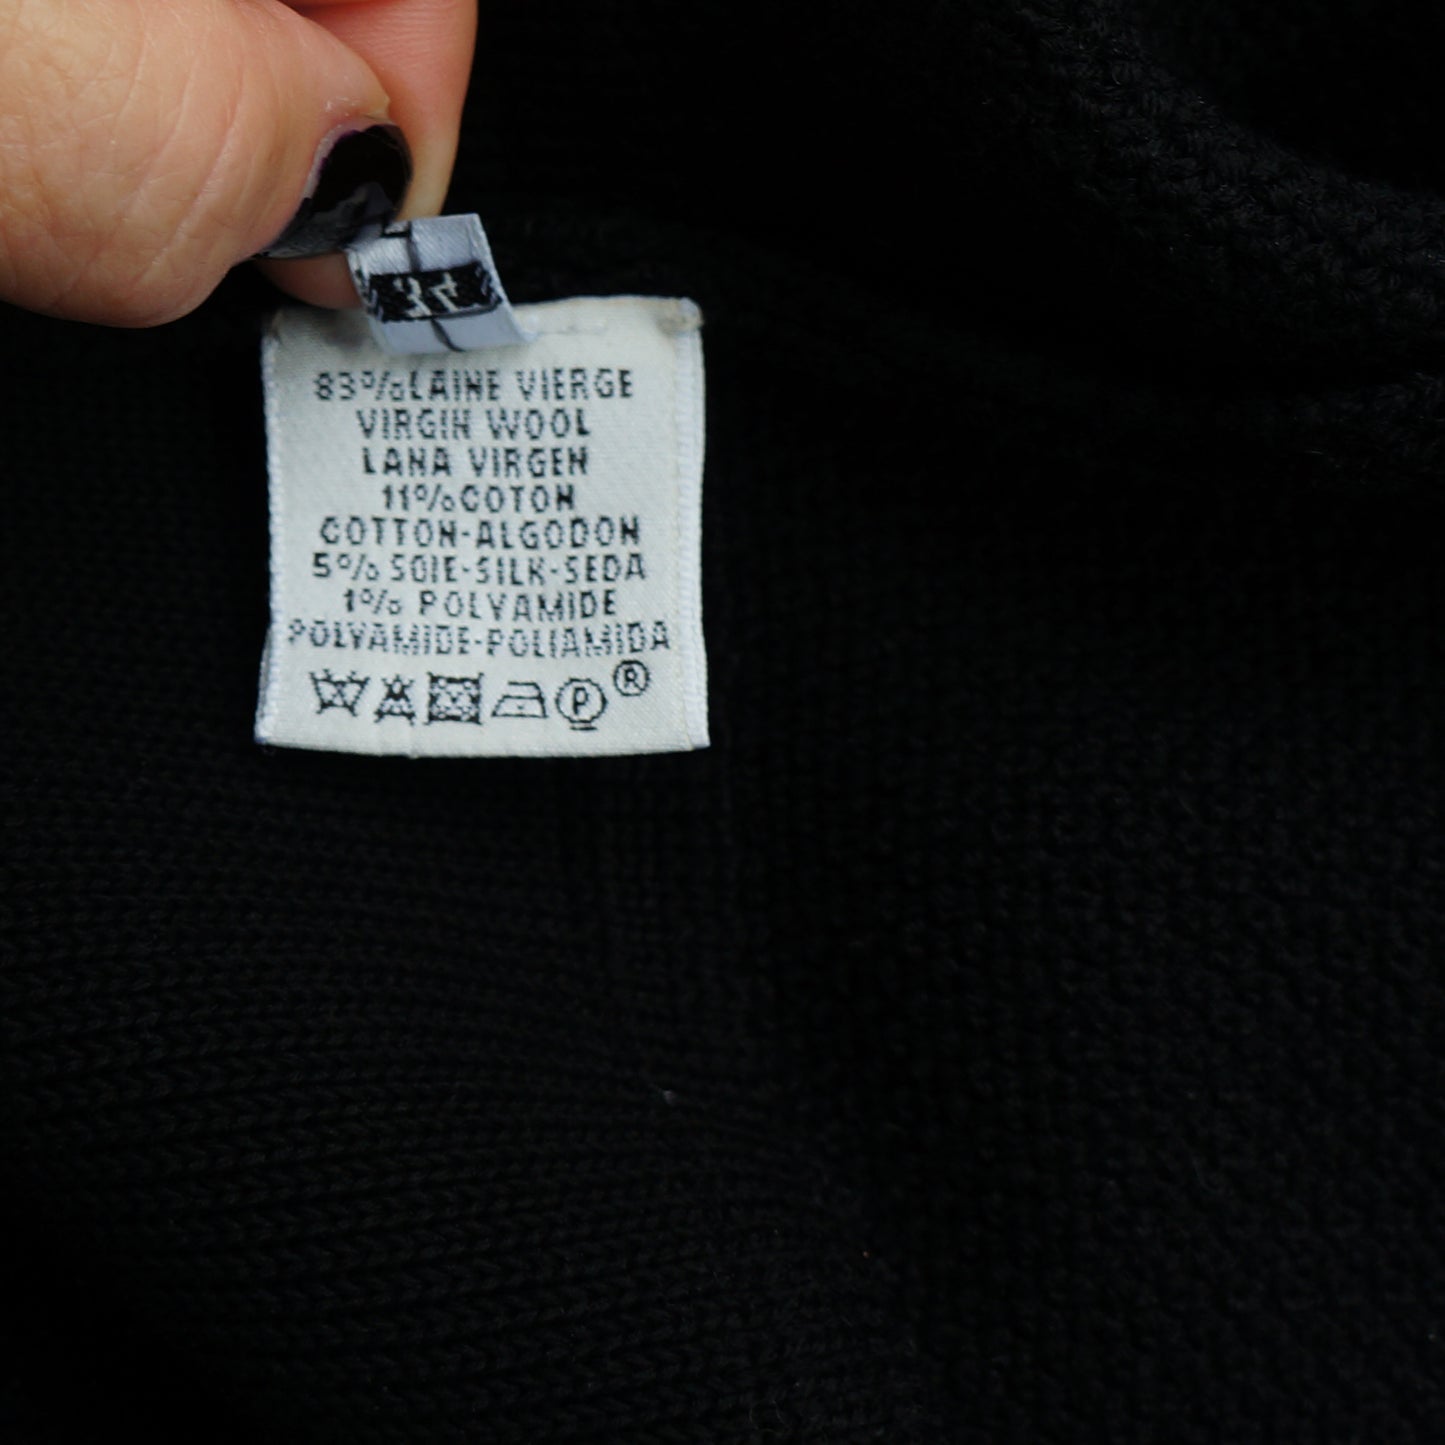 83% LAINE VIERGE
VIRGIN WOOL
LANA VIRGEN
11% COTON
COTTON-ALGODON
5% SOIE-SILK-SEDA
1% POLYAMIDE
POLYAMIDE-POLIAMIDA
P ®